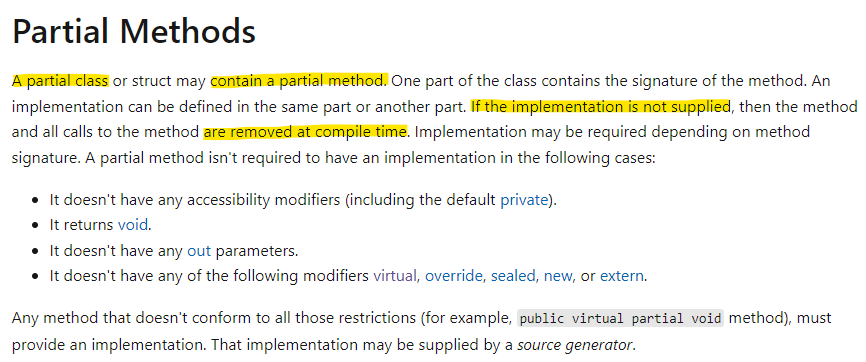 Partial Methods
A partial class or struct may contain a partial method. One part of the class contains the signature of the method. An
implementation can be defined in the same part or another part. If the implementation is not supplied, then the method
and all calls to the method are removed at compile time. Implementation may be required depending on method
signature. A partial method isn't required to have an implementation in the following cases:
• It doesn't have any accessibility modifiers (including the default private).
• It returns void.
• It doesn't have any out parameters.
• It doesn't have any of the following modifiers virtual, override, sealed, new, or extern.
Any method that doesn't conform to all those restrictions (for example, public virtual partial void method), must
provide an implementation. That implementation may be supplied by a source generator.